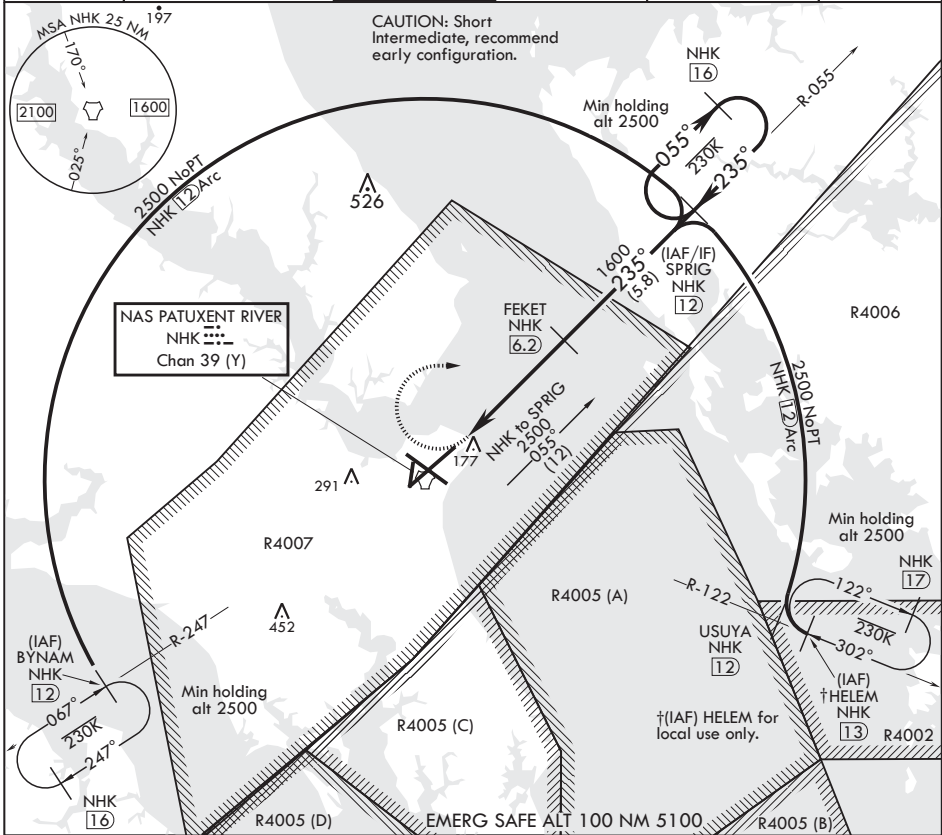 MSA NHK 25 NM
197
170°
2100
1600
025°
CAUTION: Short
Intermediate, recommend
early configuration.
NHK
16
R-055
Min holding
alt 2500
055°
230K
235°
2500 NoPT
NHK 12 Arc
526
1600
235°
(5.8)
(IAF/IF)
SPRIG
NHK
12
R4006
NAS PATUXENT RIVER
NHK
Chan 39 (Y)
FEKET
NHK
6.2
2500 NoPT
NHK 12 Arc
NHK to SPRIG
2500
055°
(12)
177
291
Min holding
alt 2500
R4007
NHK
17
R4005 (A)
R-122
122°
230K
302°
452
R-247
USUYA
NHK
12
(IAF)
BYNAM
NHK
12
(IAF)
†HELEM
NHK
13
Min holding
alt 2500
067°
230K
247°
R4005 (C)
†(IAF) HELEM for
local use only.
R4002
NHK
16
R4005 (D)
EMERG SAFE ALT 100 NM 5100
R4005 (B)